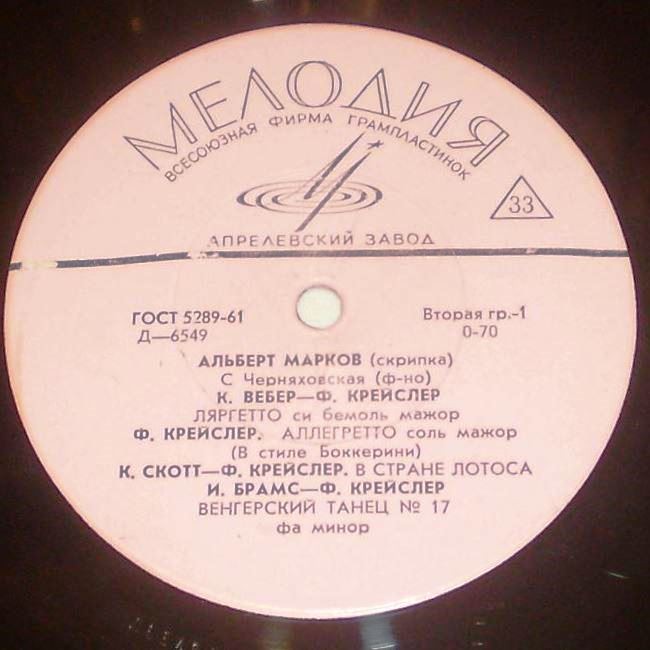 МЕЛОДИЯ
ВСЕСОЮЗНАЯ ФИРМА ГРАМПЛАСТИНОК
33
АПРЕЛЕВСКИЙ ЗАВОД
ГОСТ 5289-61 Вторая гр.-1
Д—6549 0-70
АЛЬБЕРТ МАРКОВ (скрипка)
С Черняховская (ф-но)
К. ВЕБЕР—Ф. КРЕЙСЛЕР
ЛЯРГЕТТО си бемоль мажор
Ф. КРЕЙСЛЕР. АЛЛЕГРЕТТО соль мажор
(В стиле Боккерини)
К. СКОТТ—Ф. КРЕЙСЛЕР. В СТРАНЕ ЛОТОСА
И. БРАМС—Ф. КРЕЙСЛЕР
ВЕНГЕРСКИЙ ТАНЕЦ № 17
фа минор